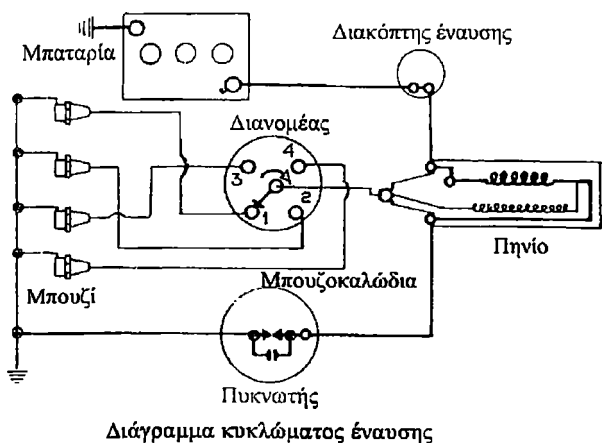 Διακόπτης έναυσης
Μπαταρία
Διανομέας
4
3
2
1
Πηνίο
Μπουζί
Μπουζοκαλώδια
Πυκνωτής
Διάγραμμα κυκλώματος έναυσης